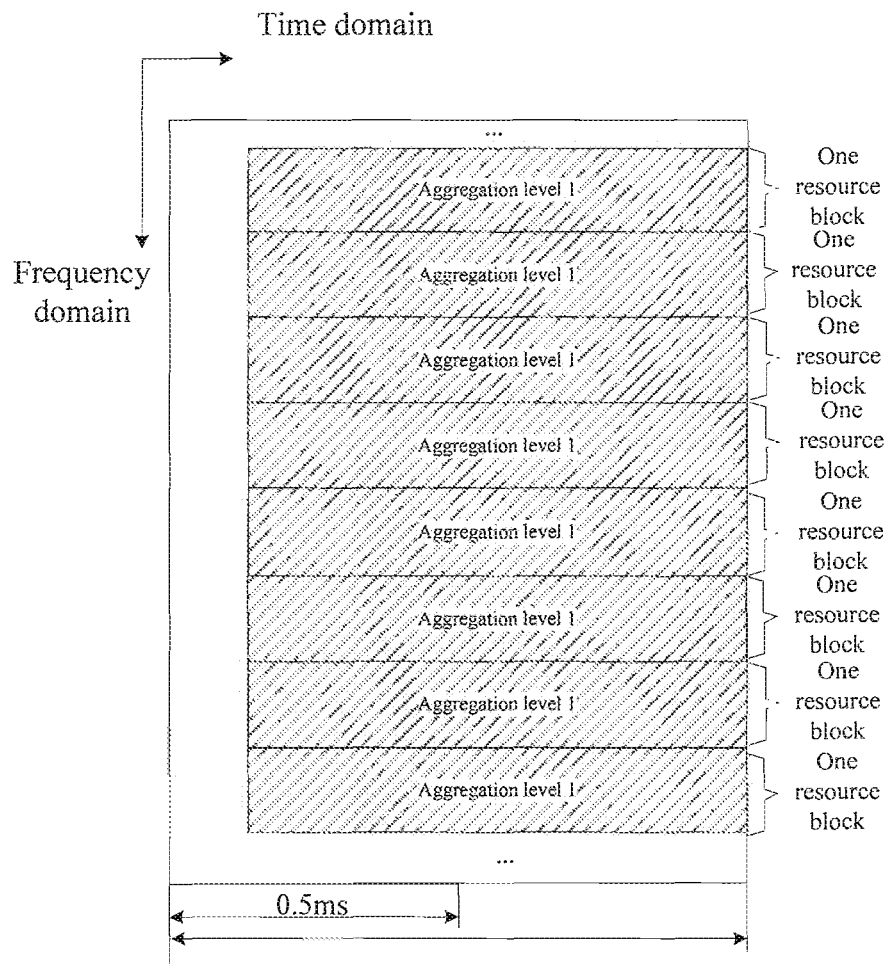 Time domain
Frequency
domain
...
Aggregation level 1
One
resource
block
Aggregation level 1
One
resource
block
Aggregation level 1
One
resource
block
Aggregation level 1
One
resource
block
Aggregation level 1
One
resource
block
Aggregation level 1
One
resource
block
Aggregation level 1
One
resource
block
Aggregation level 1
One
resource
block
...
0.5ms